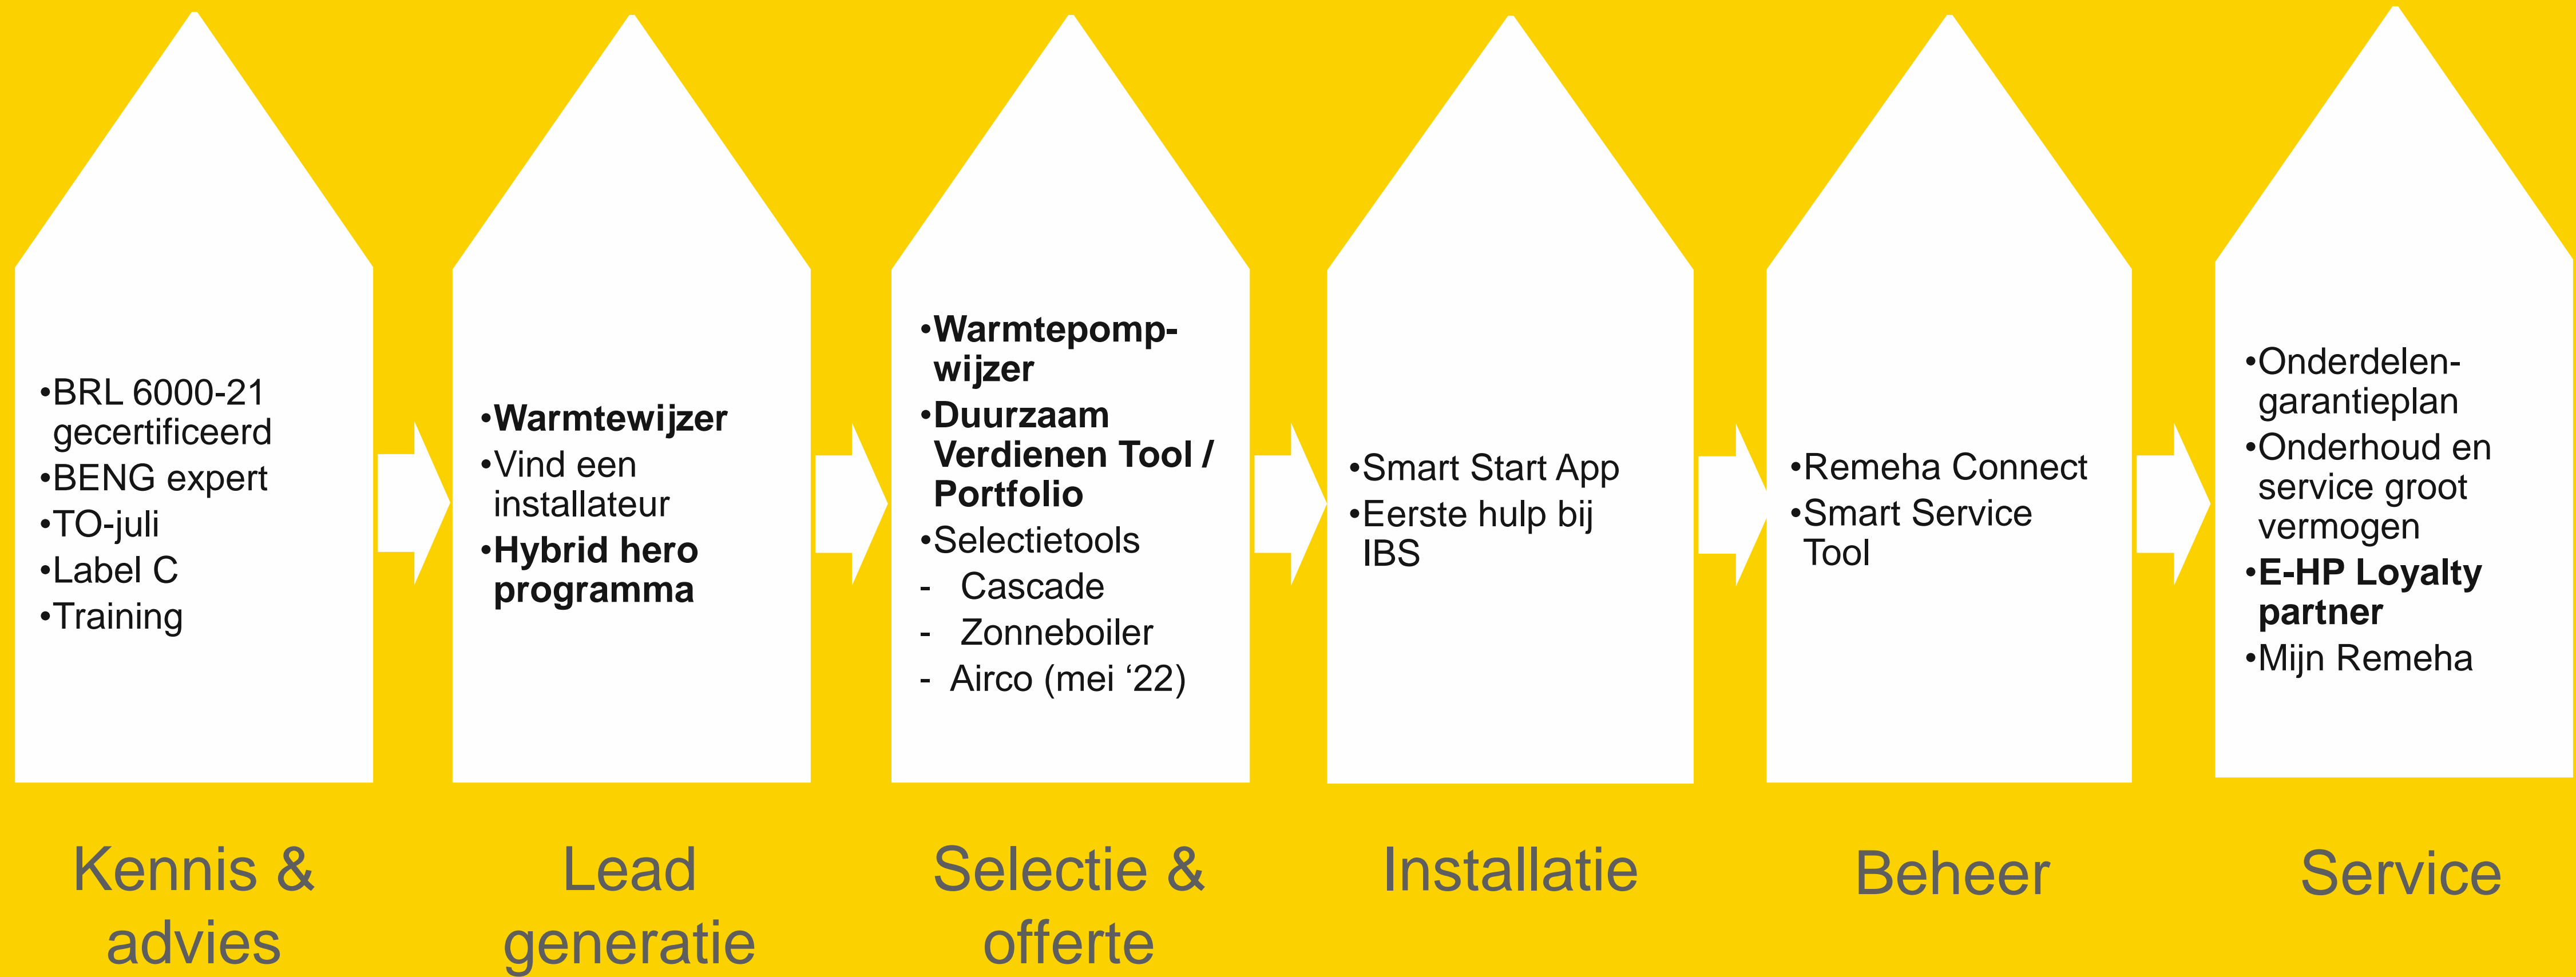 •BRL 6000-21
gecertificeerd
•BENG expert
•TO-juli
•Label C
•Training
Kennis &
advies
•Warmtewijzer
•Vind een
installateur
•Hybrid hero
programma
Lead
generatie
•Warmtepomp-
wijzer
•Duurzaam
Verdienen Tool /
Portfolio
•Selectietools
- Cascade
- Zonneboiler
- Airco (mei ‘22)
Selectie &
offerte
•Smart Start App
•Eerste hulp bij
IBS
Installatie
•Remeha Connect
•Smart Service
Tool
Beheer
•Onderdelen-
garantieplan
•Onderhoud en
service groot
vermogen
•E-HP Loyalty
partner
•Mijn Remeha
Service